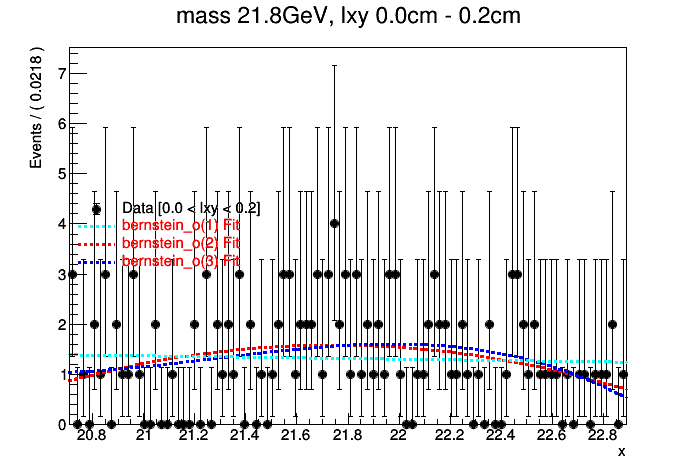 mass 21.8GeV, lxy 0.0cm - 0.2cm
Events / ( 0.0218 )
7
6
5
4
3
2
1
0
Data [0.0 < lxy < 0.2]
bernstein_o(1) Fit
bernstein_o(2) Fit
bernstein_o(3) Fit
20.8 21 21.2 21.4 21.6 21.8 22 22.2 22.4 22.6 22.8
x